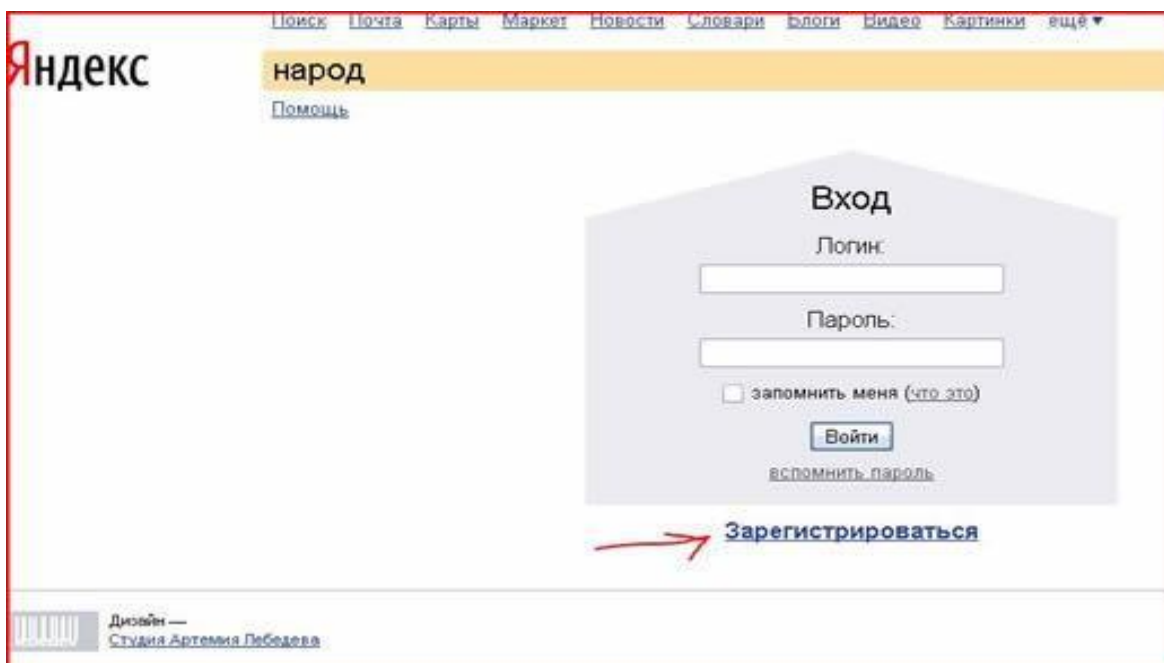 Поиск Почта Карты Маркет Новости Словари Блоги Видео Картинки ещё ▾
Яндекс
народ
Помощь
Вход
Логин:
Пароль:
запомнить меня (что это)
Войти
вспомнить пароль
Зарегистрироваться
Дизайн —
Студия Артемия Лебедева